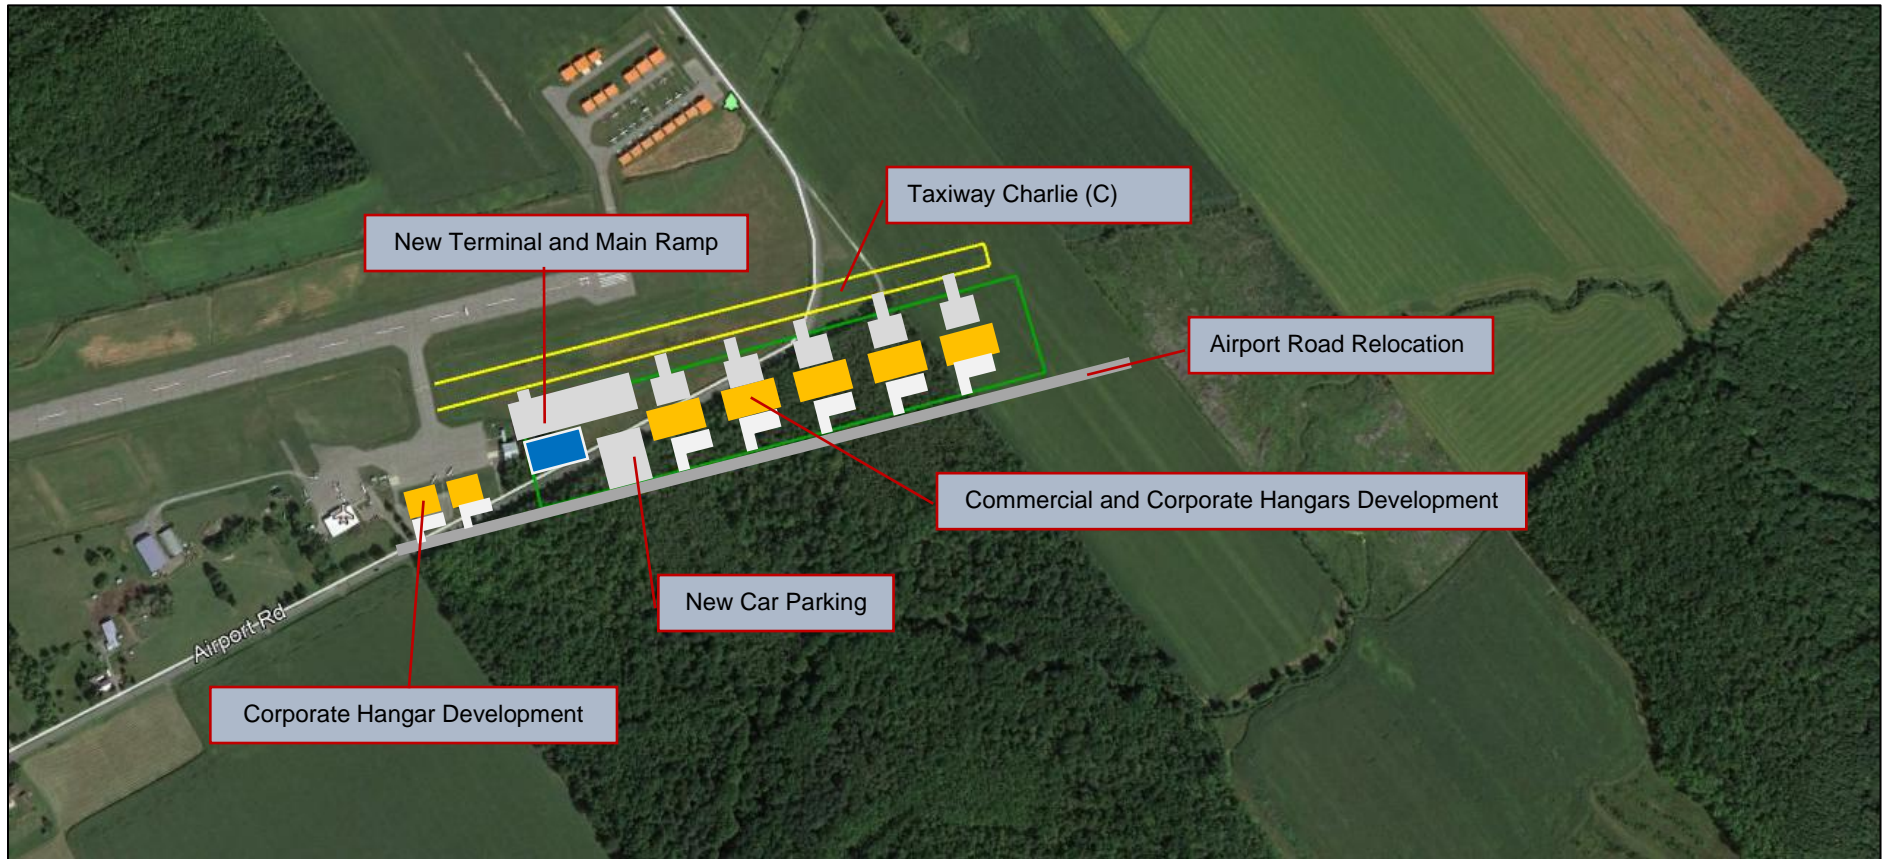 Taxiway Charlie (C)
New Terminal and Main Ramp
Airport Road Relocation
Commercial and Corporate Hangars Development
New Car Parking
Airport Rd
Corporate Hangar Development